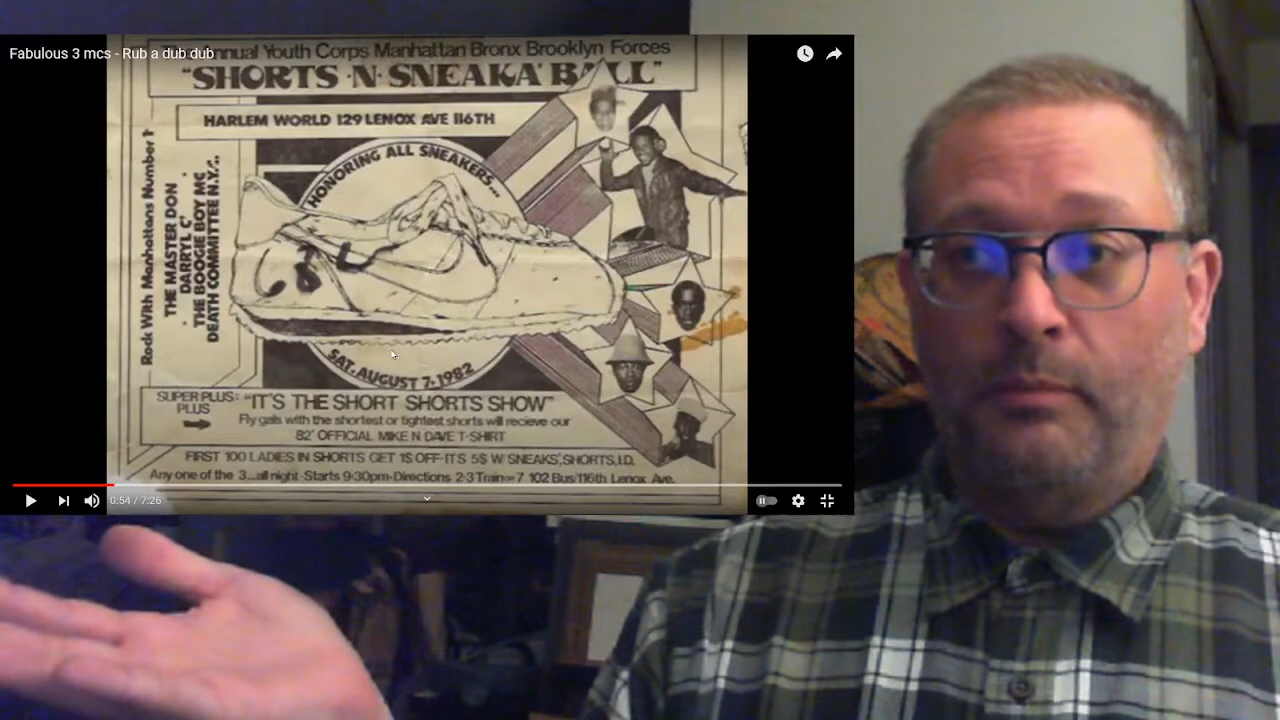 Fabulous 3 mcs - Rub a dub dub
Annual Youth Corps Manhattan Bronx Brooklyn Forces
"SHORTS·N·SNEAKA' BALL"
HARLEM WORLD 129 LENOX AVE 116TH
HONORING ALL SNEAKERS...
Rock With Manhattans Number 1
THE MASTER DON
DARRYL C'
· THE BOOGIE BOY MC ·
DEATH COMMITTEE N.Y.
SAT. AUGUST 7, 1982
SUPER PLUS:
PLUS
"IT'S THE SHORT SHORTS SHOW"
Fly gals with the shortest or tightest shorts will recieve our
82' OFFICIAL MIKE N DAVE T-SHIRT
FIRST 100 LADIES IN SHORTS GET 1$ OFF-ITS 5$ W/ SNEAKS', SHORTS, I.D.
Any one of the 3...all night-Starts 9-30pm-Directions 2-3 Train 7 102 Bus/116th Lenox Ave.
0:54 / 7:26